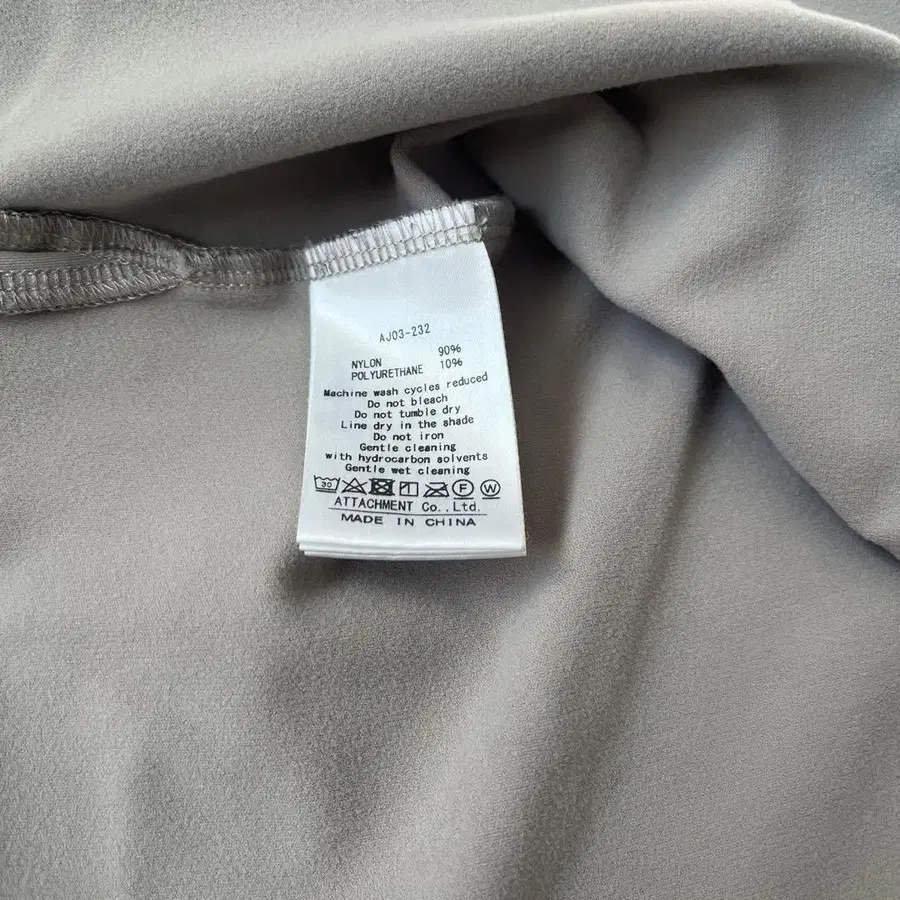 AJ03-232
NYLON 90%
POLYURETHANE 10%
Machine wash cycles reduced
Do not bleach
Do not tumble dry
Line dry in the shade
Do not iron
Gentle cleaning
with hydrocarbon solvents
Gentle wet cleaning
30 F W
ATTACHMENT Co.,Ltd.
MADE IN CHINA